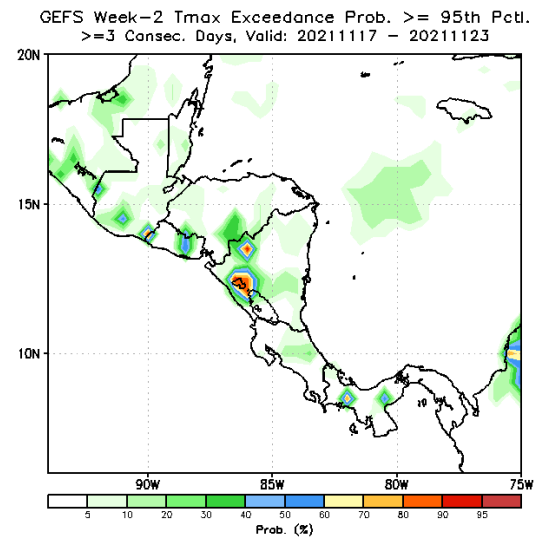 GEFS Week-2 Tmax Exceedance Prob. >= 95th Pctl.
>=3 Consec. Days, Valid: 20211117 - 20211123
20N
15N
10N
90W 85W 80W 75W
5 10 20 30 40 50 60 70 80 90 95
Prob. (%)